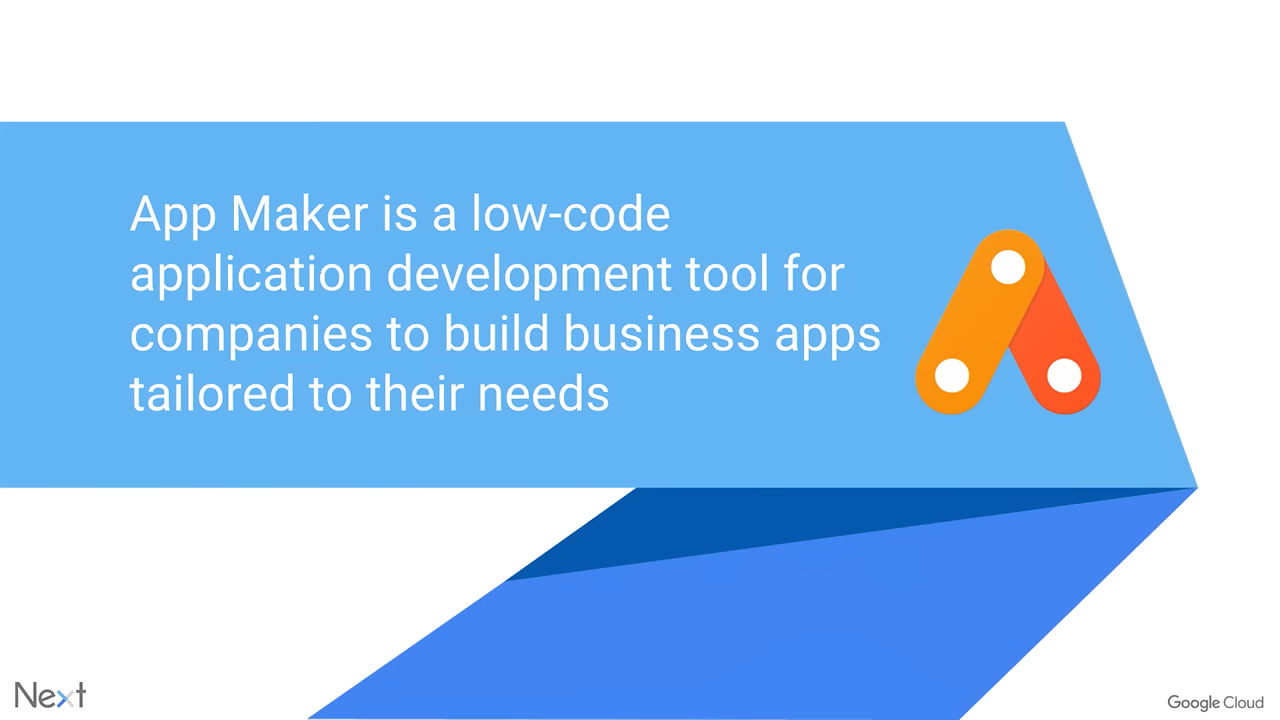 App Maker is a low-code
application development tool for
companies to build business apps
tailored to their needs
Next
Google Cloud